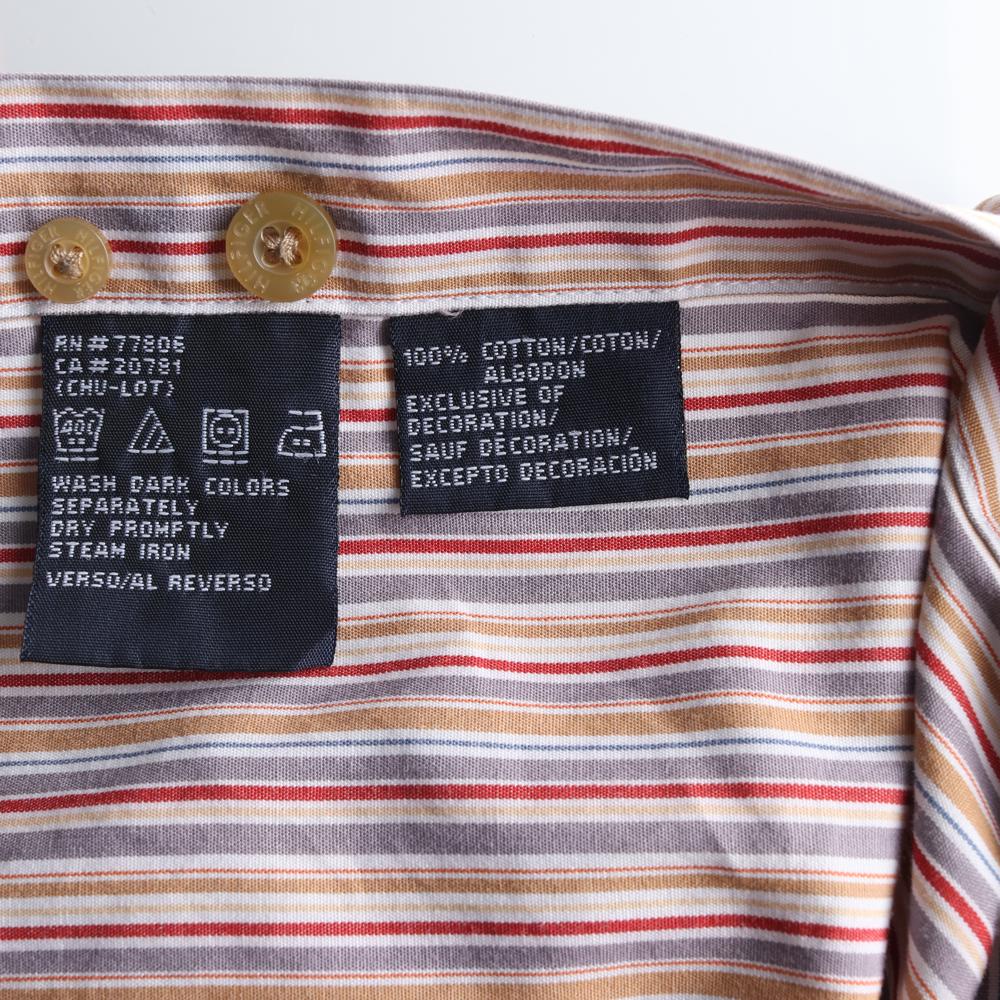 HILFIGER
HILFIGER
RN#77806
CA#20781
(CHU-LOT)
40C
WASH DARK COLORS
SEPARATELY
DRY PROMPTLY
STEAM IRON
VERSO/AL REVERSO
100% COTTON/COTON/
ALGODON
EXCLUSIVE OF
DECORATION/
SAUF DÉCORATION/
EXCEPTO DECORACIÓN